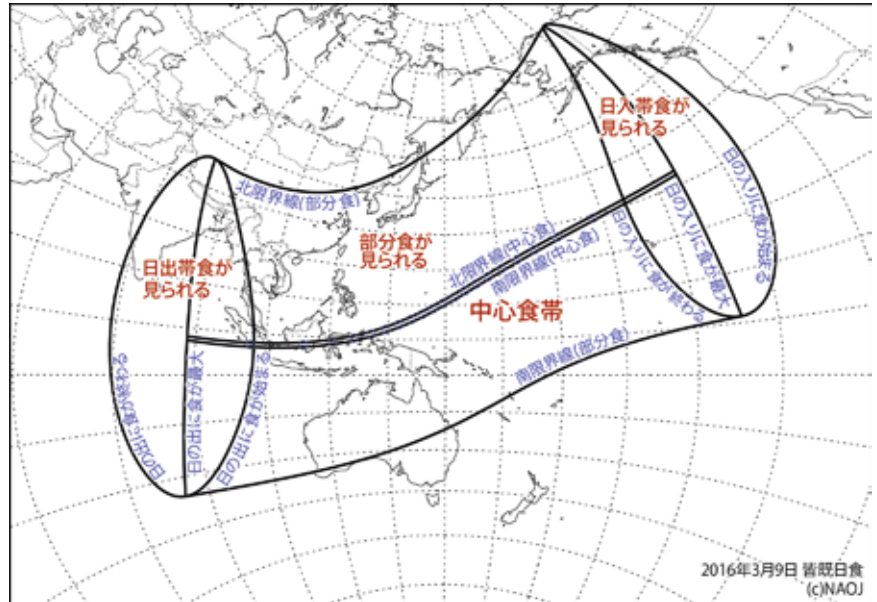 日入帯食が
見られる
日の入りに食が始まる
北限界線(部分食)
日の入りに食が最大
部分食が
見られる
北限界線(中心食)
南限界線(中心食)
日の入りに食が終わる
日出帯食が
見られる
中心食帯
南限界線(部分食)
日の出に食が終わる
日の出に食が最大
日の出に食が始まる
2016年3月9日 皆既日食
(c)NAOJ